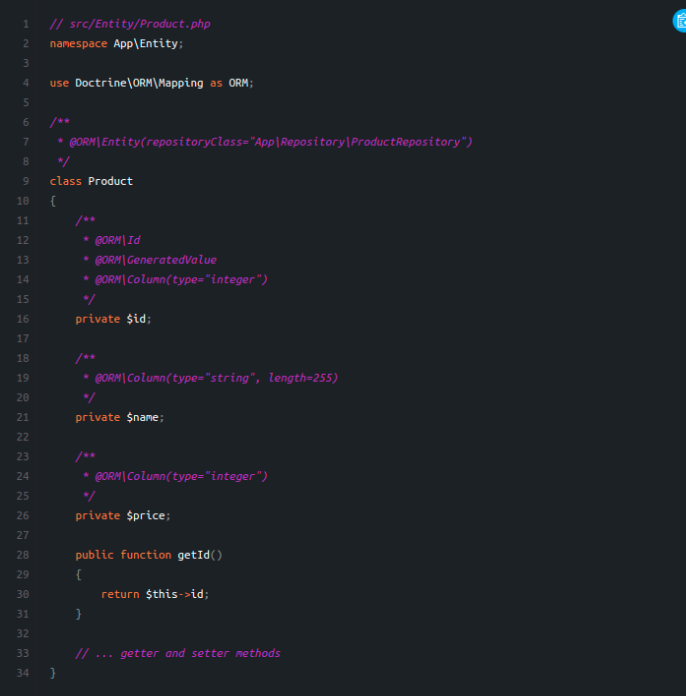 1 // src/Entity/Product.php
2 namespace App\Entity;
3
4 use Doctrine\ORM\Mapping as ORM;
5
6 /**
7  * @ORM\Entity(repositoryClass="App\Repository\ProductRepository")
8  */
9 class Product
10 {
11     /**
12      * @ORM\Id
13      * @ORM\GeneratedValue
14      * @ORM\Column(type="integer")
15      */
16     private $id;
17
18     /**
19      * @ORM\Column(type="string", length=255)
20      */
21     private $name;
22
23     /**
24      * @ORM\Column(type="integer")
25      */
26     private $price;
27
28     public function getId()
29     {
30         return $this->id;
31     }
32
33     // ... getter and setter methods
34 }